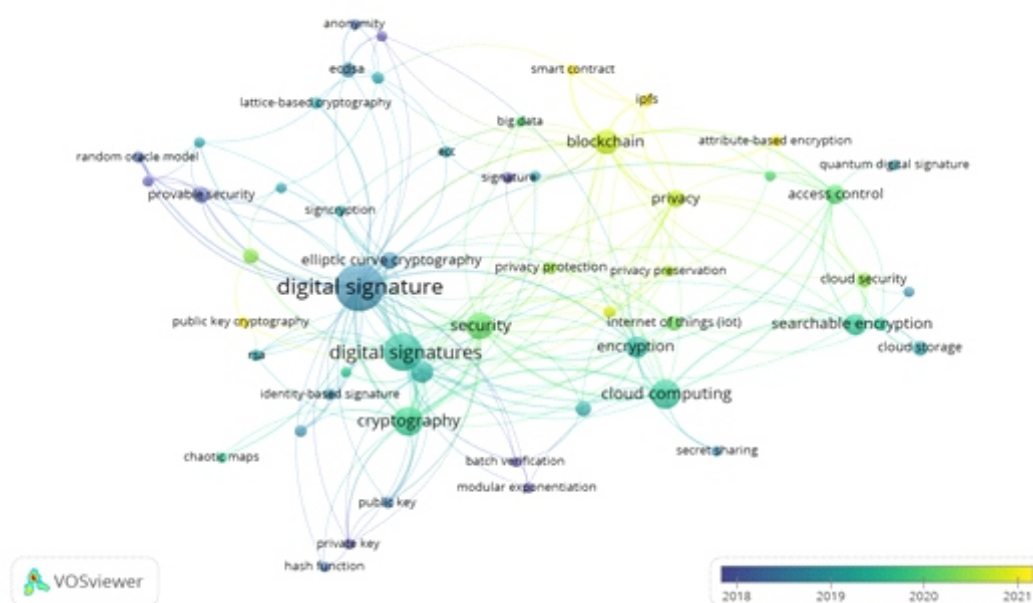 anonymity
ecdsa
smart contract
lattice-based cryptography
ipfs
big data
blockchain
attribute-based encryption
random oracle model
ecc
quantum digital signature
provable security
signature
access control
signcryption
privacy
elliptic curve cryptography
privacy protection
privacy preservation
digital signature
cloud security
public key cryptography
security
internet of things (iot)
searchable encryption
rsa
digital signatures
encryption
cloud storage
identity-based signature
cloud computing
cryptography
chaotic maps
batch verification
secret sharing
modular exponentiation
public key
private key
hash function
VOSviewer
2018 2019 2020 2021